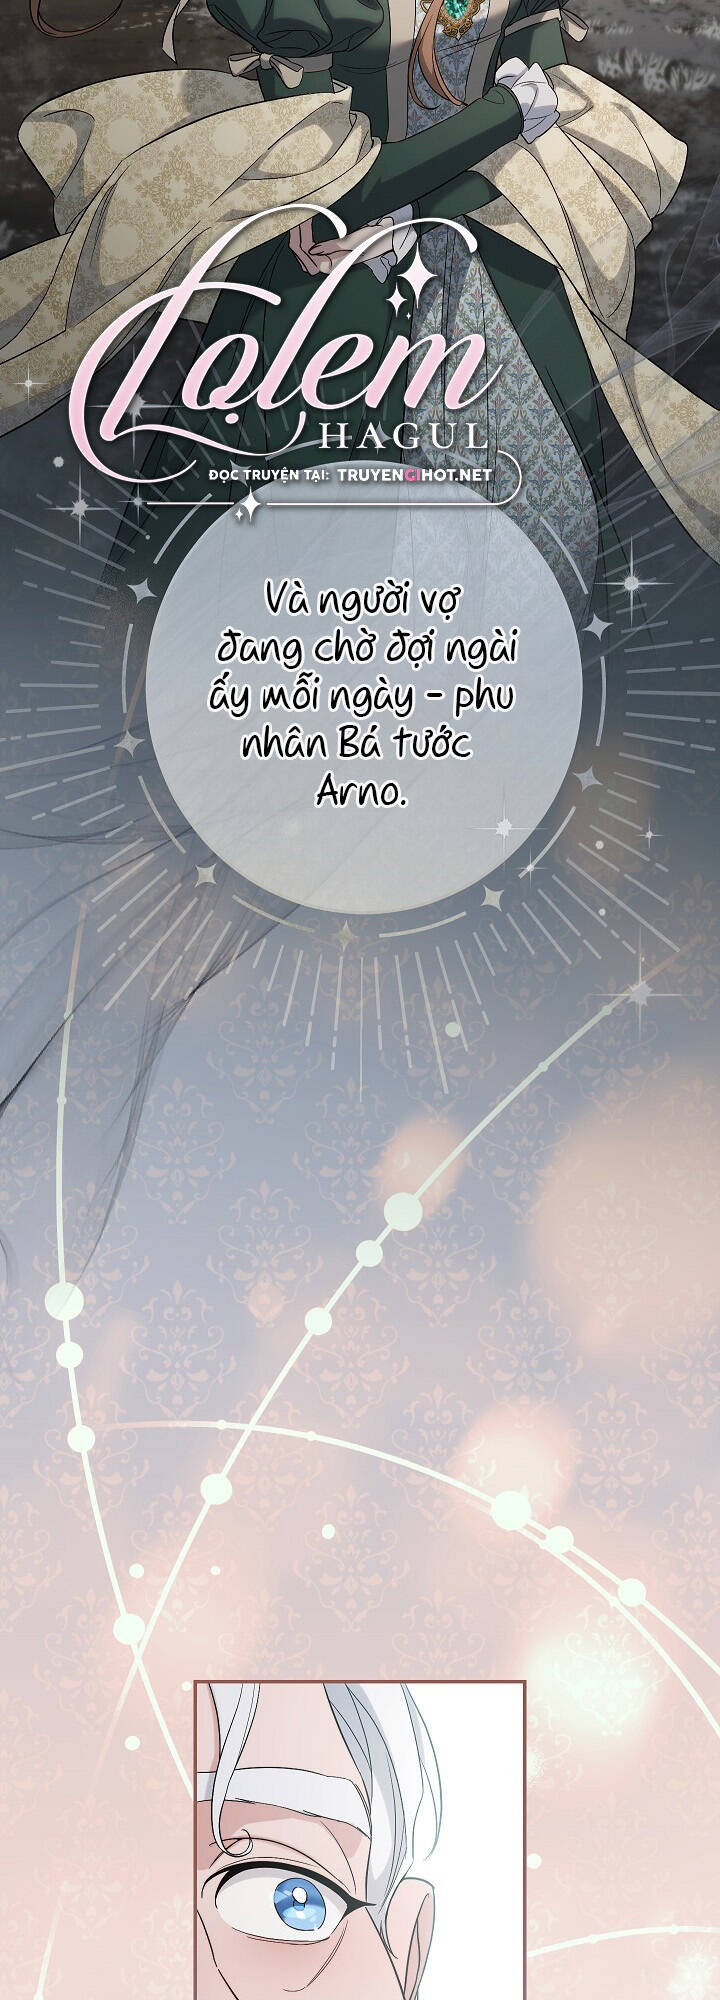 Lọlem
HAGUL
ĐỌC TRUYỆN TẠI: TRUYENGIHOT.NET
Và người vợ
đang chờ đợi ngài
ấy mỗi ngày - phu
nhân Bá tước
Arno.